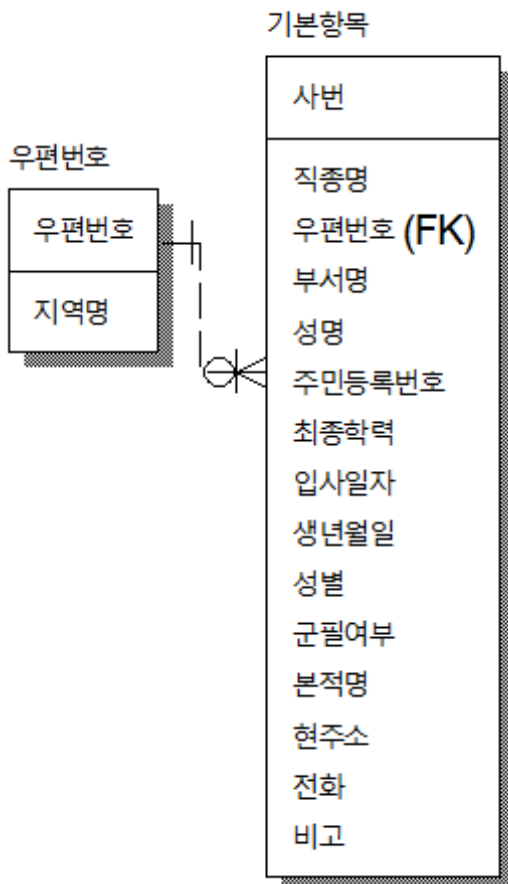 우편번호
우편번호
지역명
기본항목
사번
직종명
우편번호 (FK)
부서명
성명
주민등록번호
최종학력
입사일자
생년월일
성별
군필여부
본적명
현주소
전화
비고